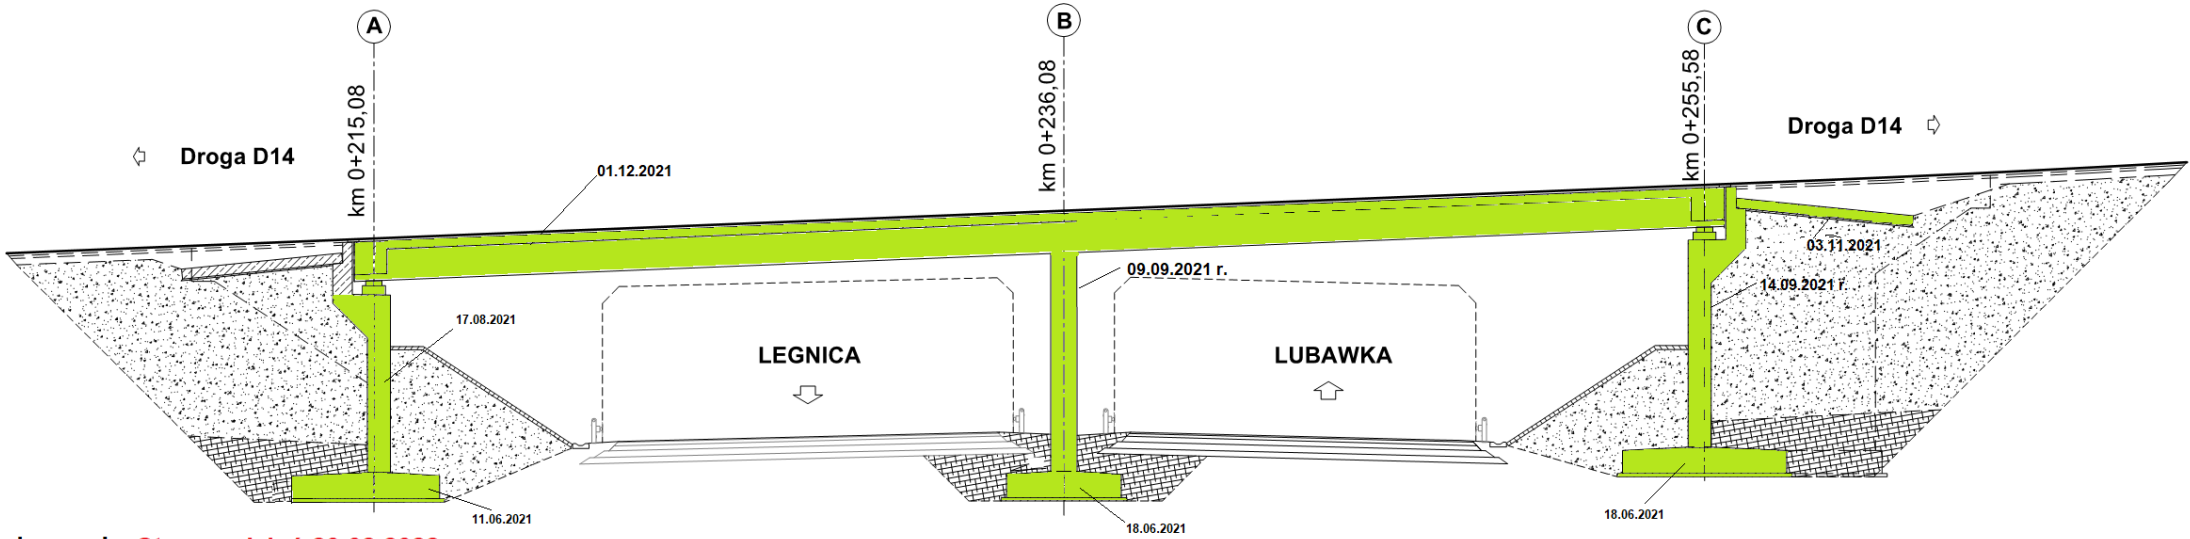 A
B
C
km 0+215,08
km 0+236,08
km 0+255,58
Droga D14
Droga D14
01.12.2021
03.11.2021
09.09.2021 r.
14.09.2021 r.
17.08.2021
LEGNICA
LUBAWKA
11.06.2021
18.06.2021
18.06.2021